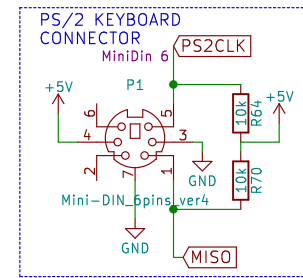 PS/2 KEYBOARD
CONNECTOR
MiniDin 6
PS2CLK
P1
+5V
+5V
6
5
10k
R64
4
3
2
1
GND
10k
R70
7
Mini-DIN_6pins_ver4
GND
MISO